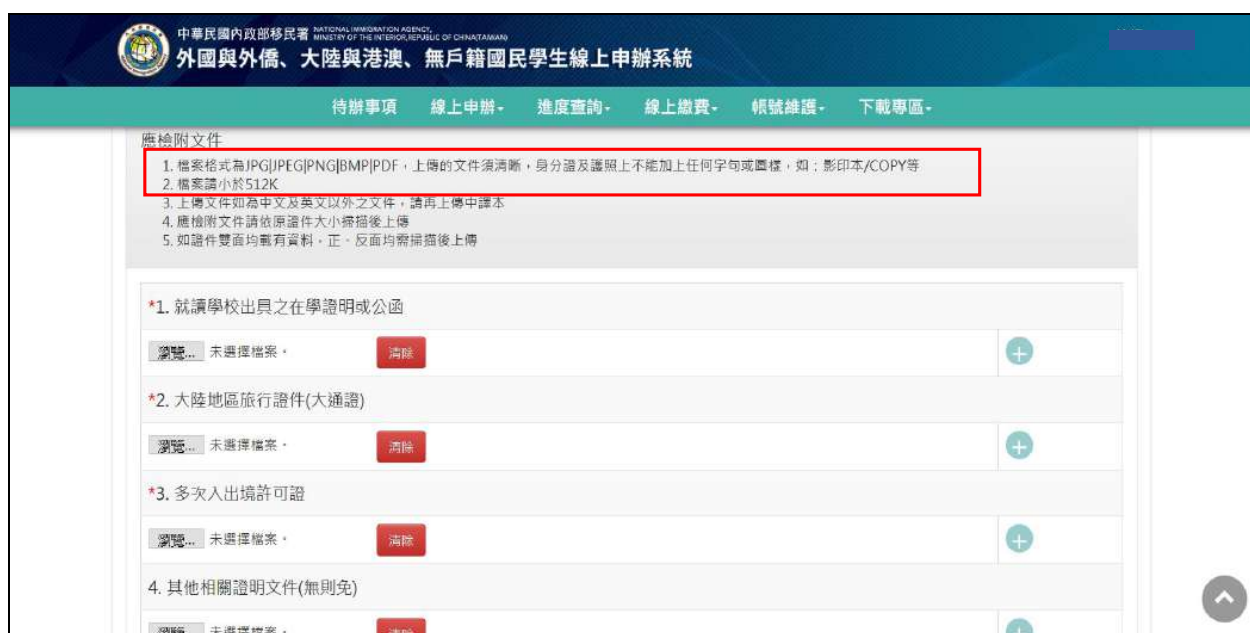 中華民國內政部移民署 NATIONAL IMMIGRATION AGENCY,
MINISTRY OF THE INTERIOR,REPUBLIC OF CHINA(TAIWAN)
外國與外僑、大陸與港澳、無戶籍國民學生線上申辦系統
待辦事項 線上申辦 進度查詢 線上繳費 帳號維護 下載專區
應檢附文件
1. 檔案格式為JPG|JPEG|PNG|BMP|PDF，上傳的文件須清晰，身分證及護照上不能加上任何字句或圖樣，如：影印本/COPY等
2. 檔案請小於512K
3. 上傳文件如為中文及英文以外之文件，請再上傳中譯本
4. 應檢附文件請依原證件大小掃描後上傳
5. 如證件雙面均載有資料，正、反面均需掃描後上傳
*1. 就讀學校出具之在學證明或公函
瀏覽... 未選擇檔案。 清除
*2. 大陸地區旅行證件(大通證)
瀏覽... 未選擇檔案。 清除
*3. 多次入出境許可證
瀏覽... 未選擇檔案。 清除
4. 其他相關證明文件(無則免)
瀏覽... 未選擇檔案。 清除